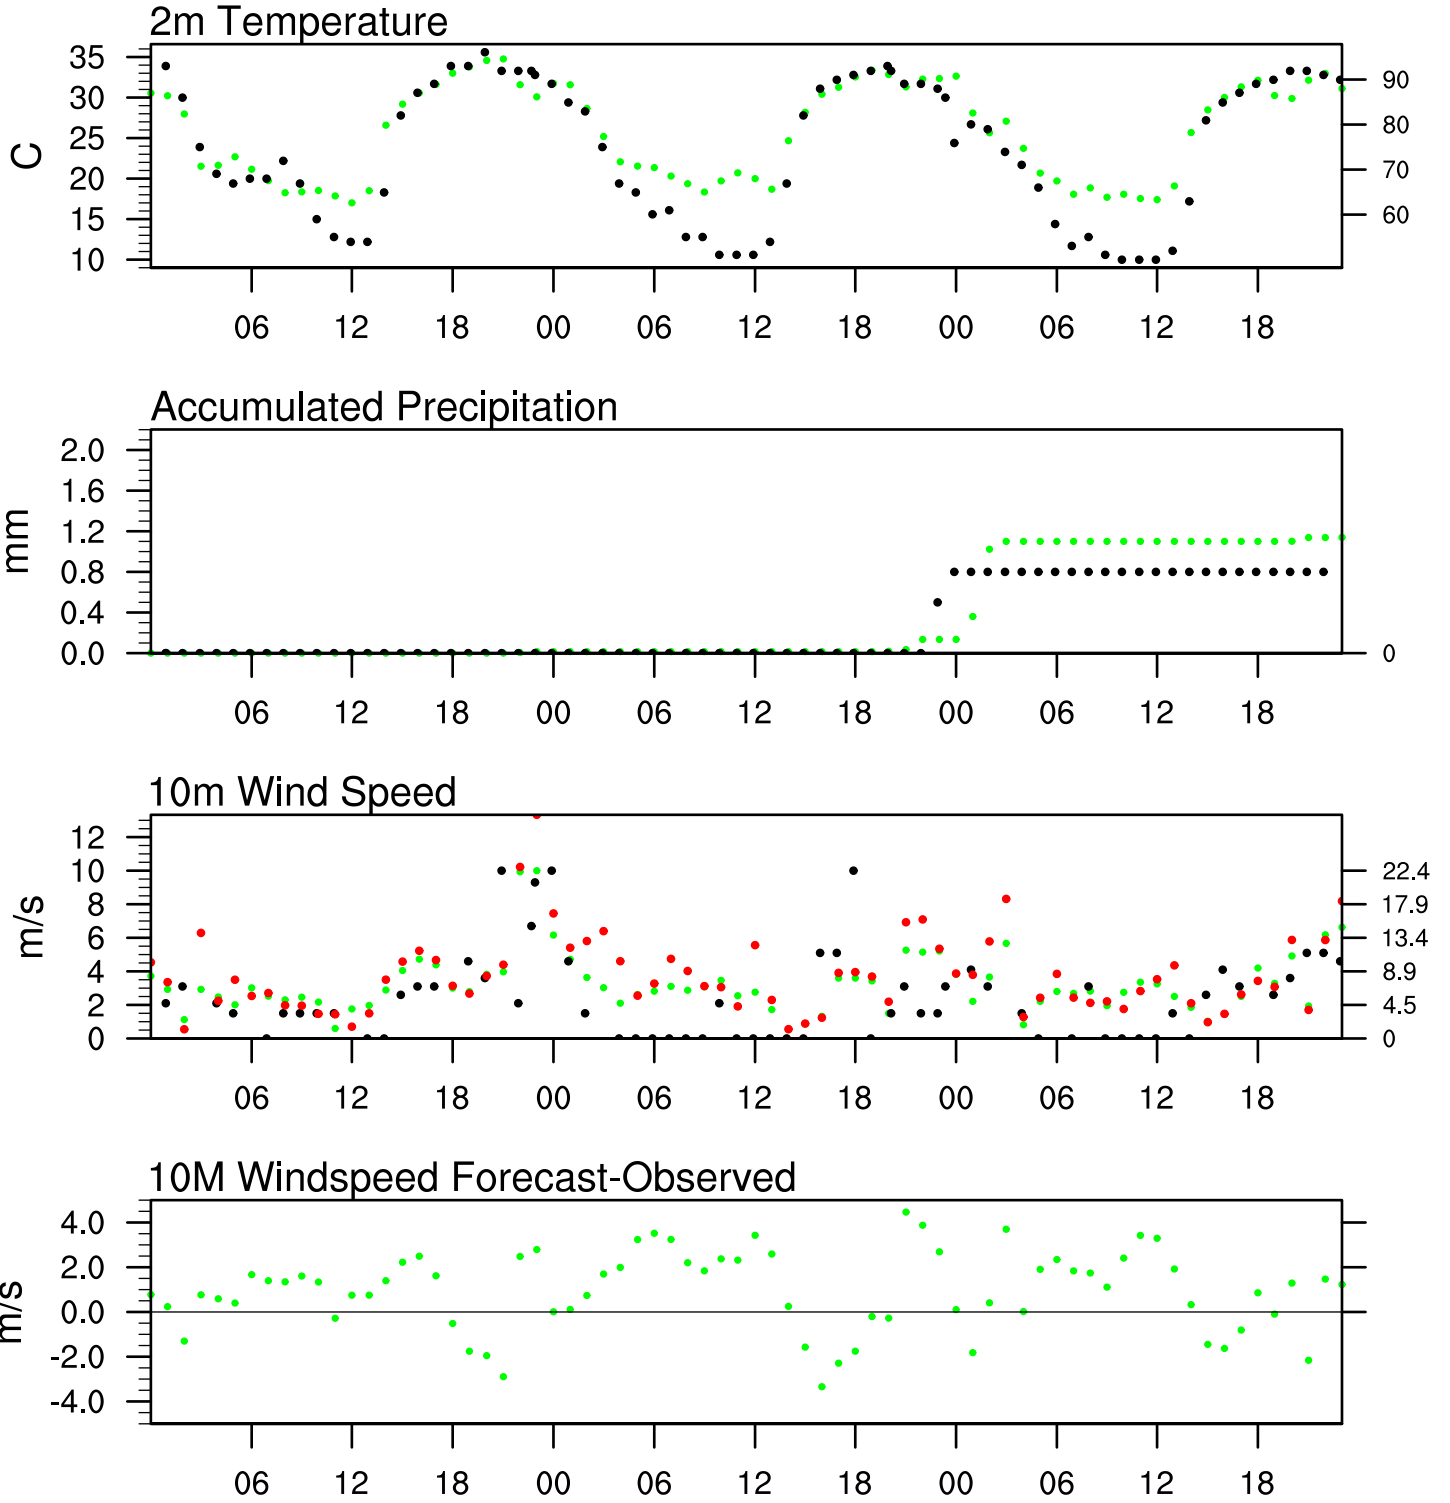 2m Temperature
35
30
25
20
15
10
C
90
80
70
60
06 12 18 00 06 12 18 00 06 12 18
Accumulated Precipitation
2.0
1.6
1.2
0.8
0.4
0.0
mm
0
06 12 18 00 06 12 18 00 06 12 18
10m Wind Speed
12
10
8
6
4
2
0
m/s
22.4
17.9
13.4
8.9
4.5
0
06 12 18 00 06 12 18 00 06 12 18
10M Windspeed Forecast-Observed
4.0
2.0
0.0
-2.0
-4.0
m/s
06 12 18 00 06 12 18 00 06 12 18